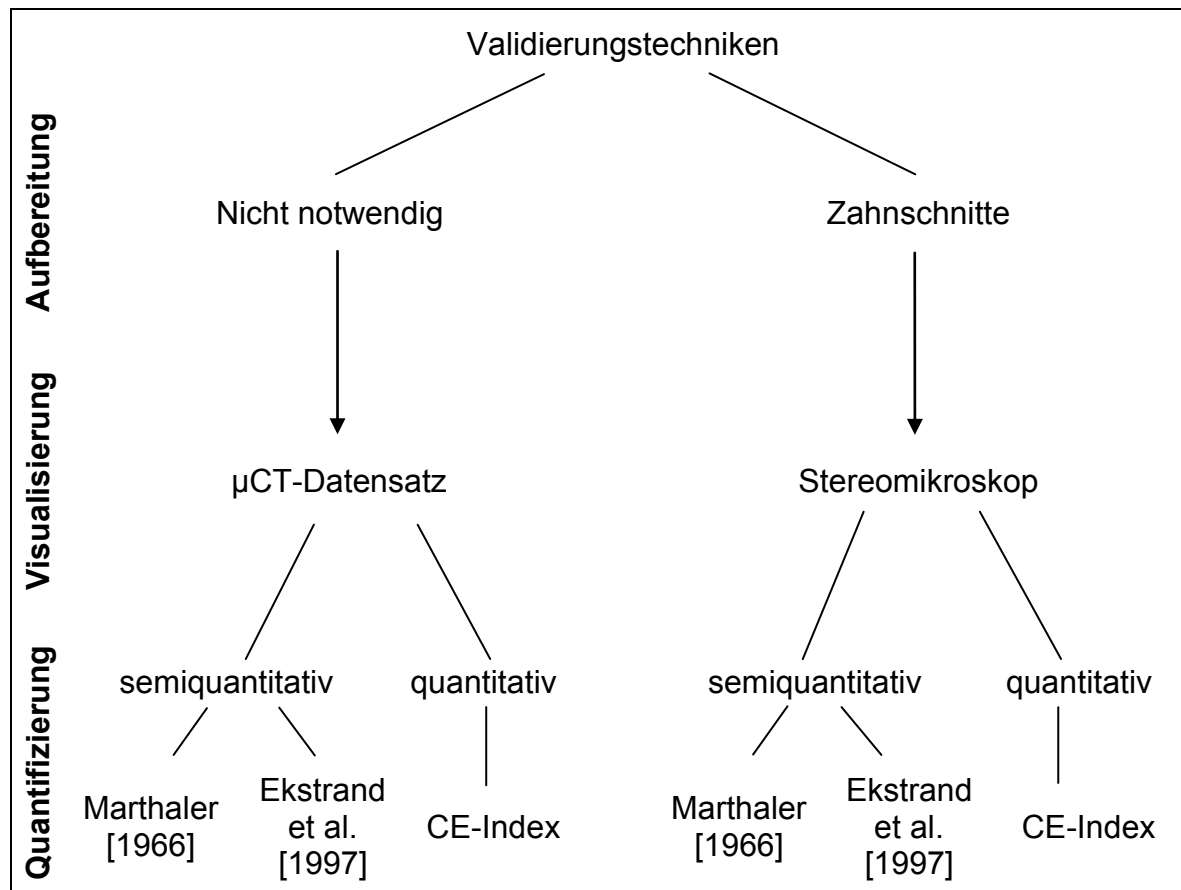 Validierungstechniken
Aufbereitung
Nicht notwendig
Zahnschnitte
Visualisierung
µCT-Datensatz
Stereomikroskop
Quantifizierung
semiquantitativ
quantitativ
semiquantitativ
quantitativ
Marthaler
[1966]
Ekstrand
et al.
[1997]
CE-Index
Marthaler
[1966]
Ekstrand
et al.
[1997]
CE-Index